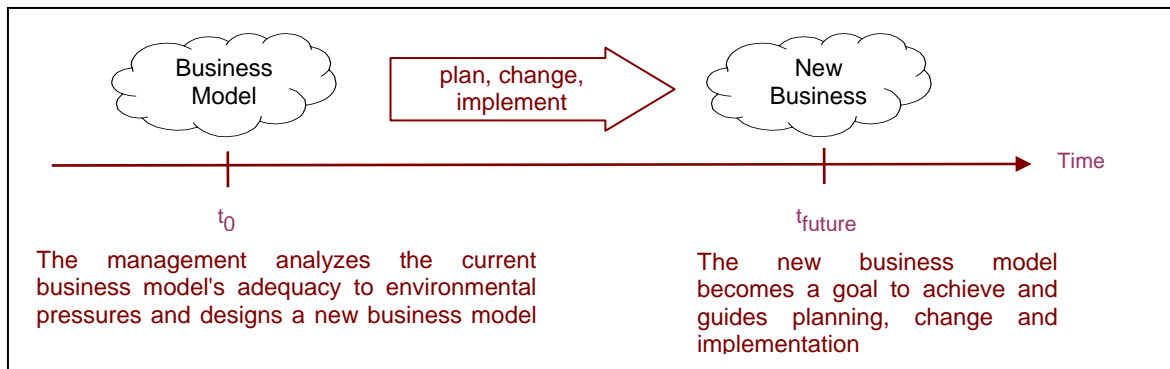 Business
Model
plan, change,
implement
New
Business
Time
t0
tfuture
The management analyzes the current
business model's adequacy to environmental
pressures and designs a new business model
The new business model
becomes a goal to achieve and
guides planning, change and
implementation